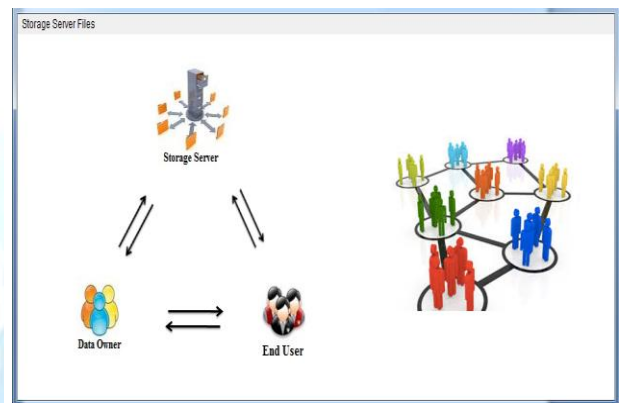 Storage Server Files
Storage Server
Data Owner
End User